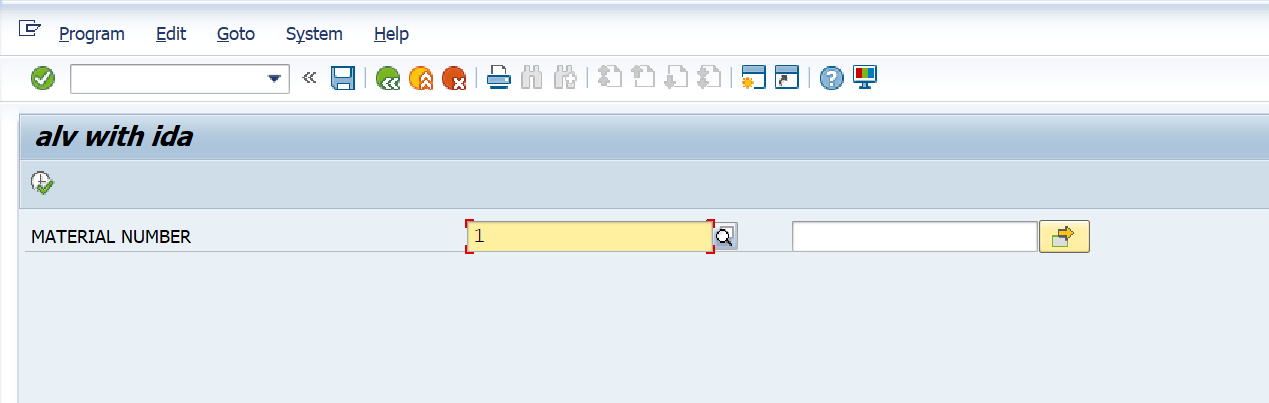 Program Edit Goto System Help
alv with ida
MATERIAL NUMBER 1